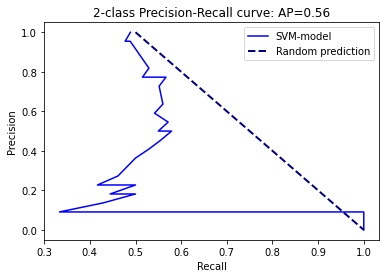 2-class Precision-Recall curve: AP=0.56
SVM-model
Random prediction
Precision
1.0
0.8
0.6
0.4
0.2
0.0
0.3 0.4 0.5 0.6 0.7 0.8 0.9 1.0
Recall